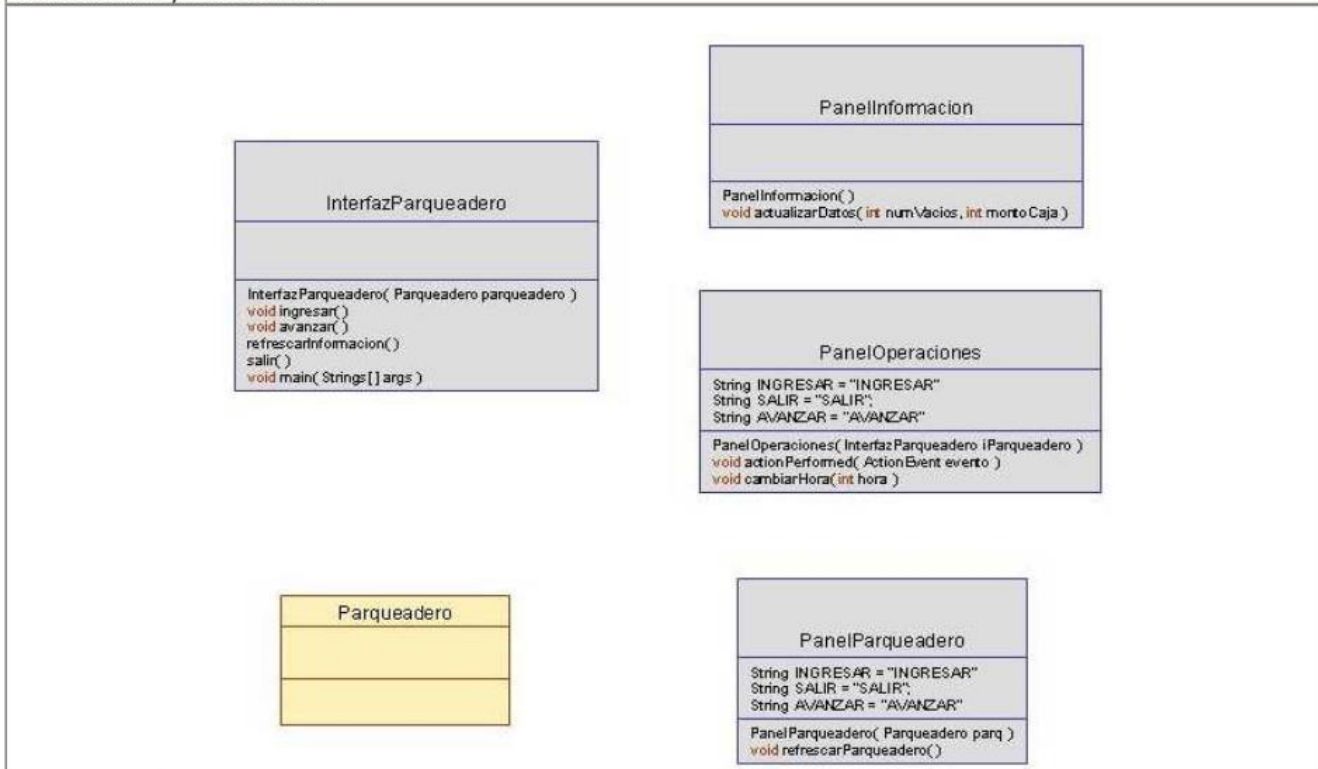 InterfazParqueadero
InterfazParqueadero( Parqueadero parqueadero )
void ingresar()
void avanzar( )
refrescarInformacion( )
salir( )
void main( Strings[ ] args )
PanelInformacion
PanelInformacion( )
void actualizarDatos( int numVacios, int montoCaja )
PanelOperaciones
String INGRESAR = "INGRESAR"
String SALIR = "SALIR";
String AVANZAR = "AVANZAR"
PanelOperaciones( InterfazParqueadero iParqueadero )
void actionPerformed( ActionEvent evento )
void cambiarHora( int hora )
Parqueadero
PanelParqueadero
String INGRESAR = "INGRESAR"
String SALIR = "SALIR";
String AVANZAR = "AVANZAR"
PanelParqueadero( Parqueadero parq )
void refrescarParqueadero( )